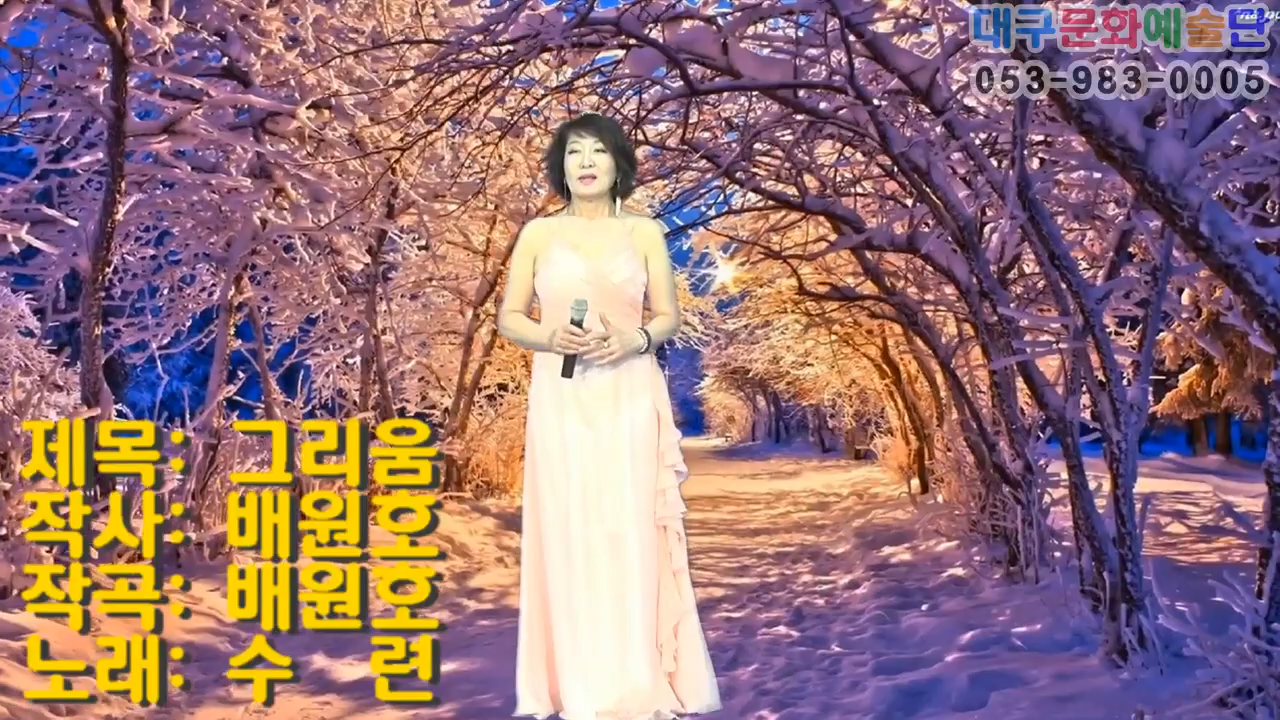 대구문화예술단
053-983-0005
제목: 그리움
작사: 배원호
작곡: 배원호
노래: 수 련